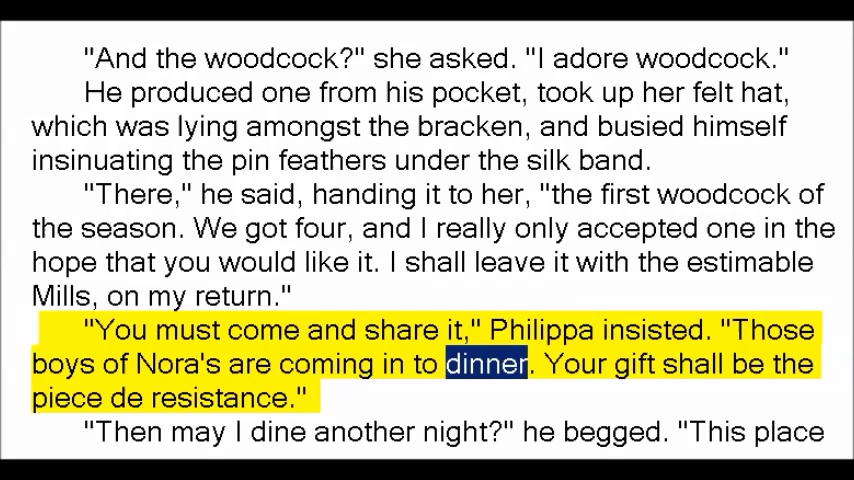 "And the woodcock?" she asked. "I adore woodcock."
He produced one from his pocket, took up her felt hat,
which was lying amongst the bracken, and busied himself
insinuating the pin feathers under the silk band.
"There," he said, handing it to her, "the first woodcock of
the season. We got four, and I really only accepted one in the
hope that you would like it. I shall leave it with the estimable
Mills, on my return."
"You must come and share it," Philippa insisted. "Those
boys of Nora's are coming in to dinner. Your gift shall be the
piece de resistance."
"Then may I dine another night?" he begged. "This place